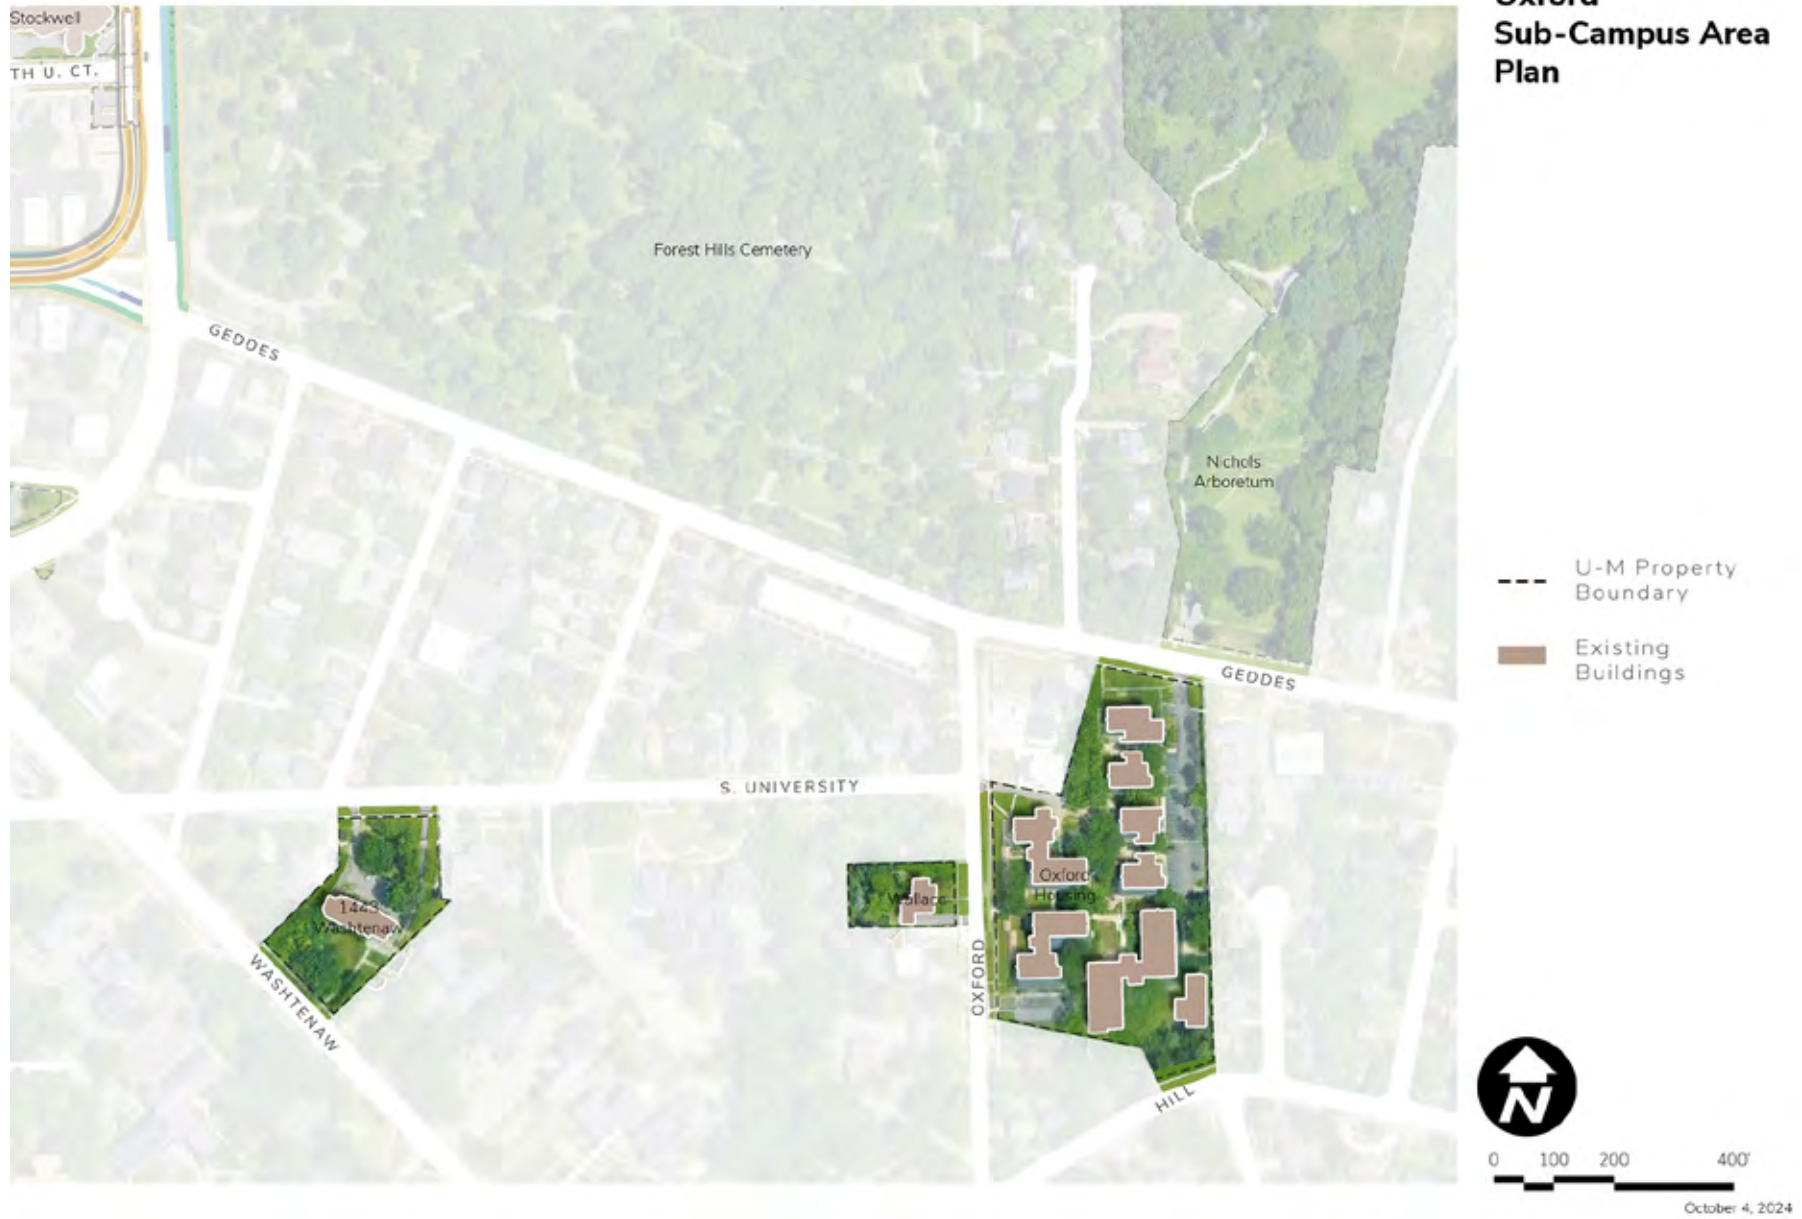 Oxford
Sub-Campus Area
Plan
Stockwell
TH U. CT.
Forest Hills Cemetery
GEDDES
Nichols
Arboretum
U-M Property
Boundary
Existing
Buildings
GEDDES
S. UNIVERSITY
Oxford
Housing
Wallace
1443
Washtenaw
OXFORD
WASHTENAW
HILL
N
0 100 200 400'
October 4, 2024